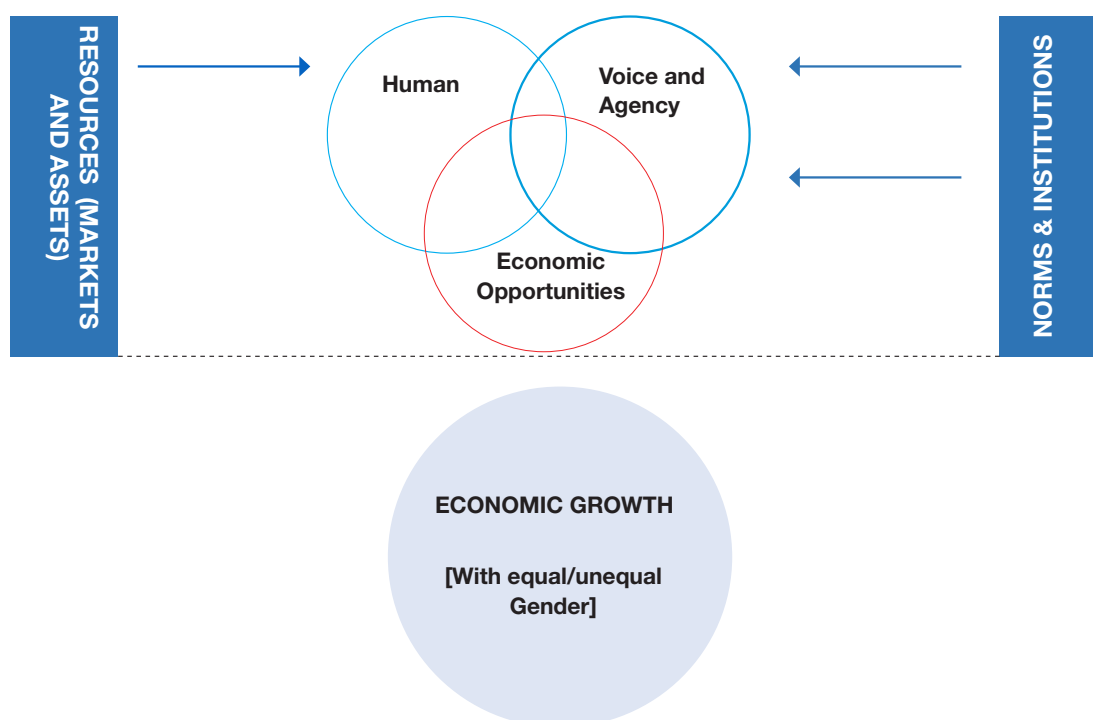 RESOURCES (MARKETS
AND ASSETS)
Human
Voice and
Agency
Economic
Opportunities
NORMS & INSTITUTIONS
ECONOMIC GROWTH
[With equal/unequal
Gender]